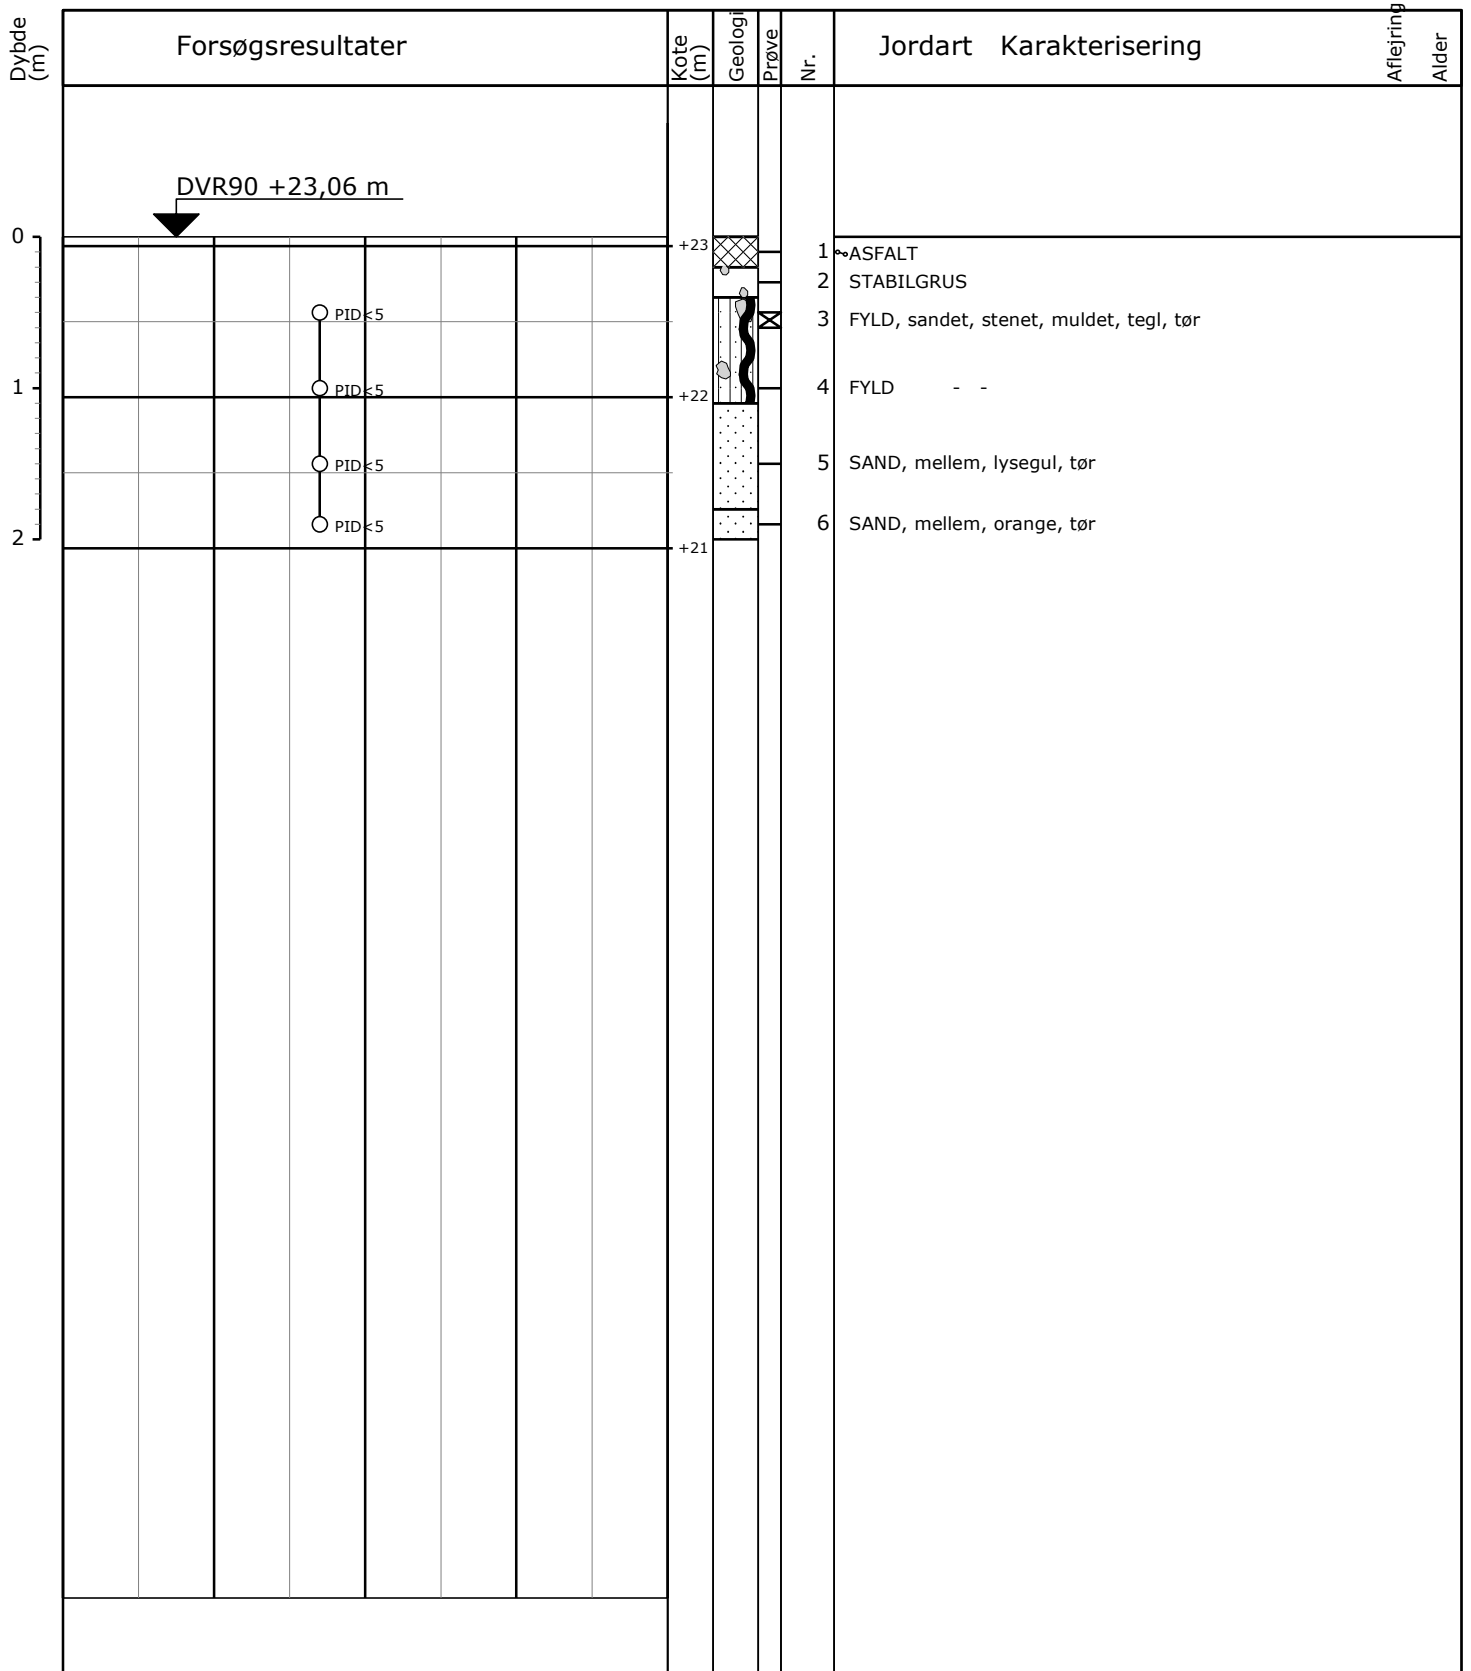 Dybde (m)
Forsøgsresultater
Kote (m)
Geologi
Prøve
Nr.
Jordart Karakterisering
Aflejring
Alder
DVR90 +23,06 m
0
+23
1 ASFALT
2 STABILGRUS
PID<5
3 FYLD, sandet, stenet, muldet, tegl, tør
1
PID<5
+22
4 FYLD - -
PID<5
5 SAND, mellem, lysegul, tør
PID<5
6 SAND, mellem, orange, tør
2
+21